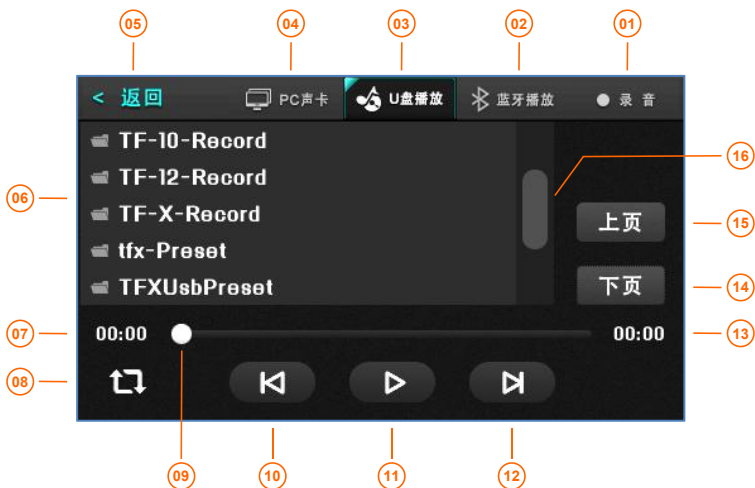 05 04 03 02 01
< 返回 PC声卡 U盘播放 蓝牙播放 录 音
TF-10-Record
TF-12-Record
16
06
TF-X-Record
上页
15
tfx-Preset
TFXUsbPreset
下页
14
07
00:00
00:00
13
08
09 10 11 12